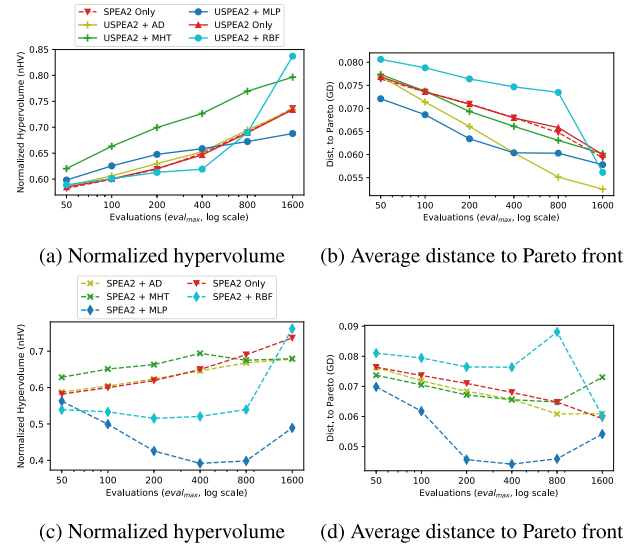 SPEA2 Only
USPEA2 + MLP
USPEA2 + AD
USPEA2 Only
USPEA2 + MHT
USPEA2 + RBF
Normalized Hypervolume (nHV)
0.85
0.80
0.75
0.70
0.65
0.60
50
100
200
400
800
1600
Evaluations (eval_max, log scale)
Dist. to Pareto (GD)
0.080
0.075
0.070
0.065
0.060
0.055
50
100
200
400
800
1600
Evaluations (eval_max, log scale)
(a) Normalized hypervolume
(b) Average distance to Pareto front
SPEA2 + AD
SPEA2 Only
SPEA2 + MHT
SPEA2 + RBF
SPEA2 + MLP
Normalized Hypervolume (nHV)
0.7
0.6
0.5
0.4
50
100
200
400
800
1600
Evaluations (eval_max, log scale)
Dist. to Pareto (GD)
0.09
0.08
0.07
0.06
0.05
50
100
200
400
800
1600
Evaluations (eval_max, log scale)
(c) Normalized hypervolume
(d) Average distance to Pareto front